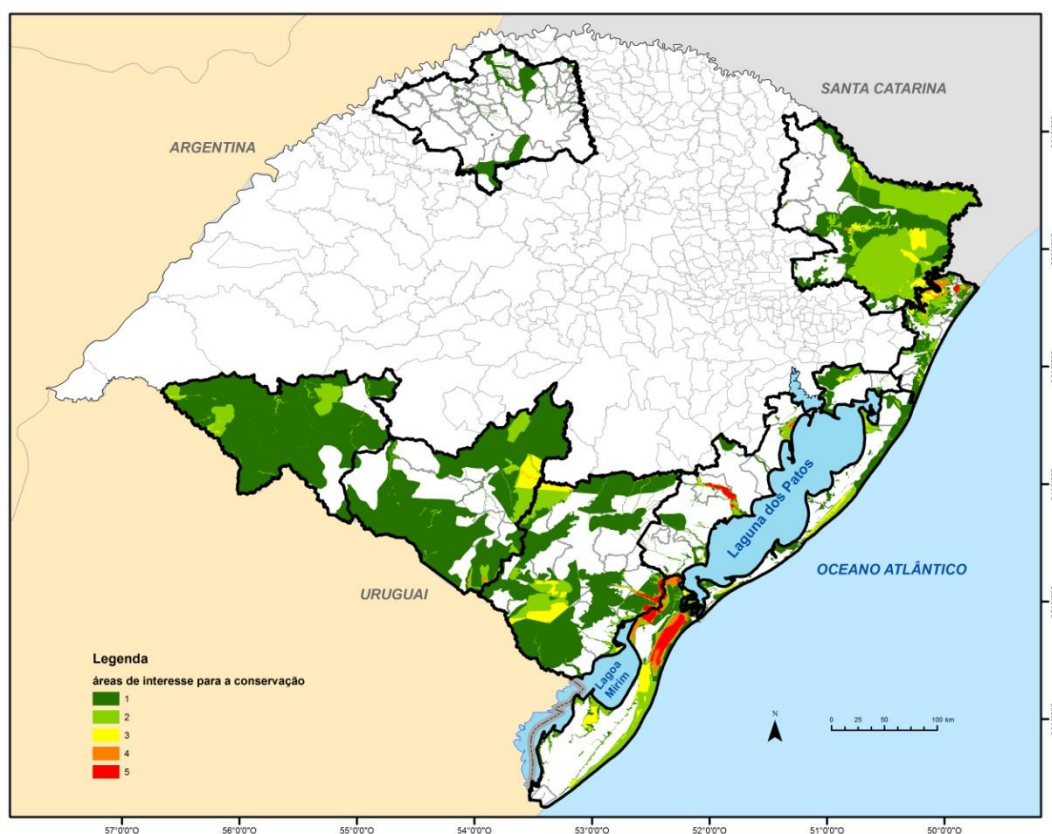 SANTA CATARINA
ARGENTINA
Laguna dos Patos
OCEANO ATLÂNTICO
URUGUAI
Lagoa
Mirim
Legenda
áreas de interesse para a conservação
1
2
3
4
5
N
0 25 50 100 km
57°0'0"O 56°0'0"O 55°0'0"O 54°0'0"O 53°0'0"O 52°0'0"O 51°0'0"O 50°0'0"O